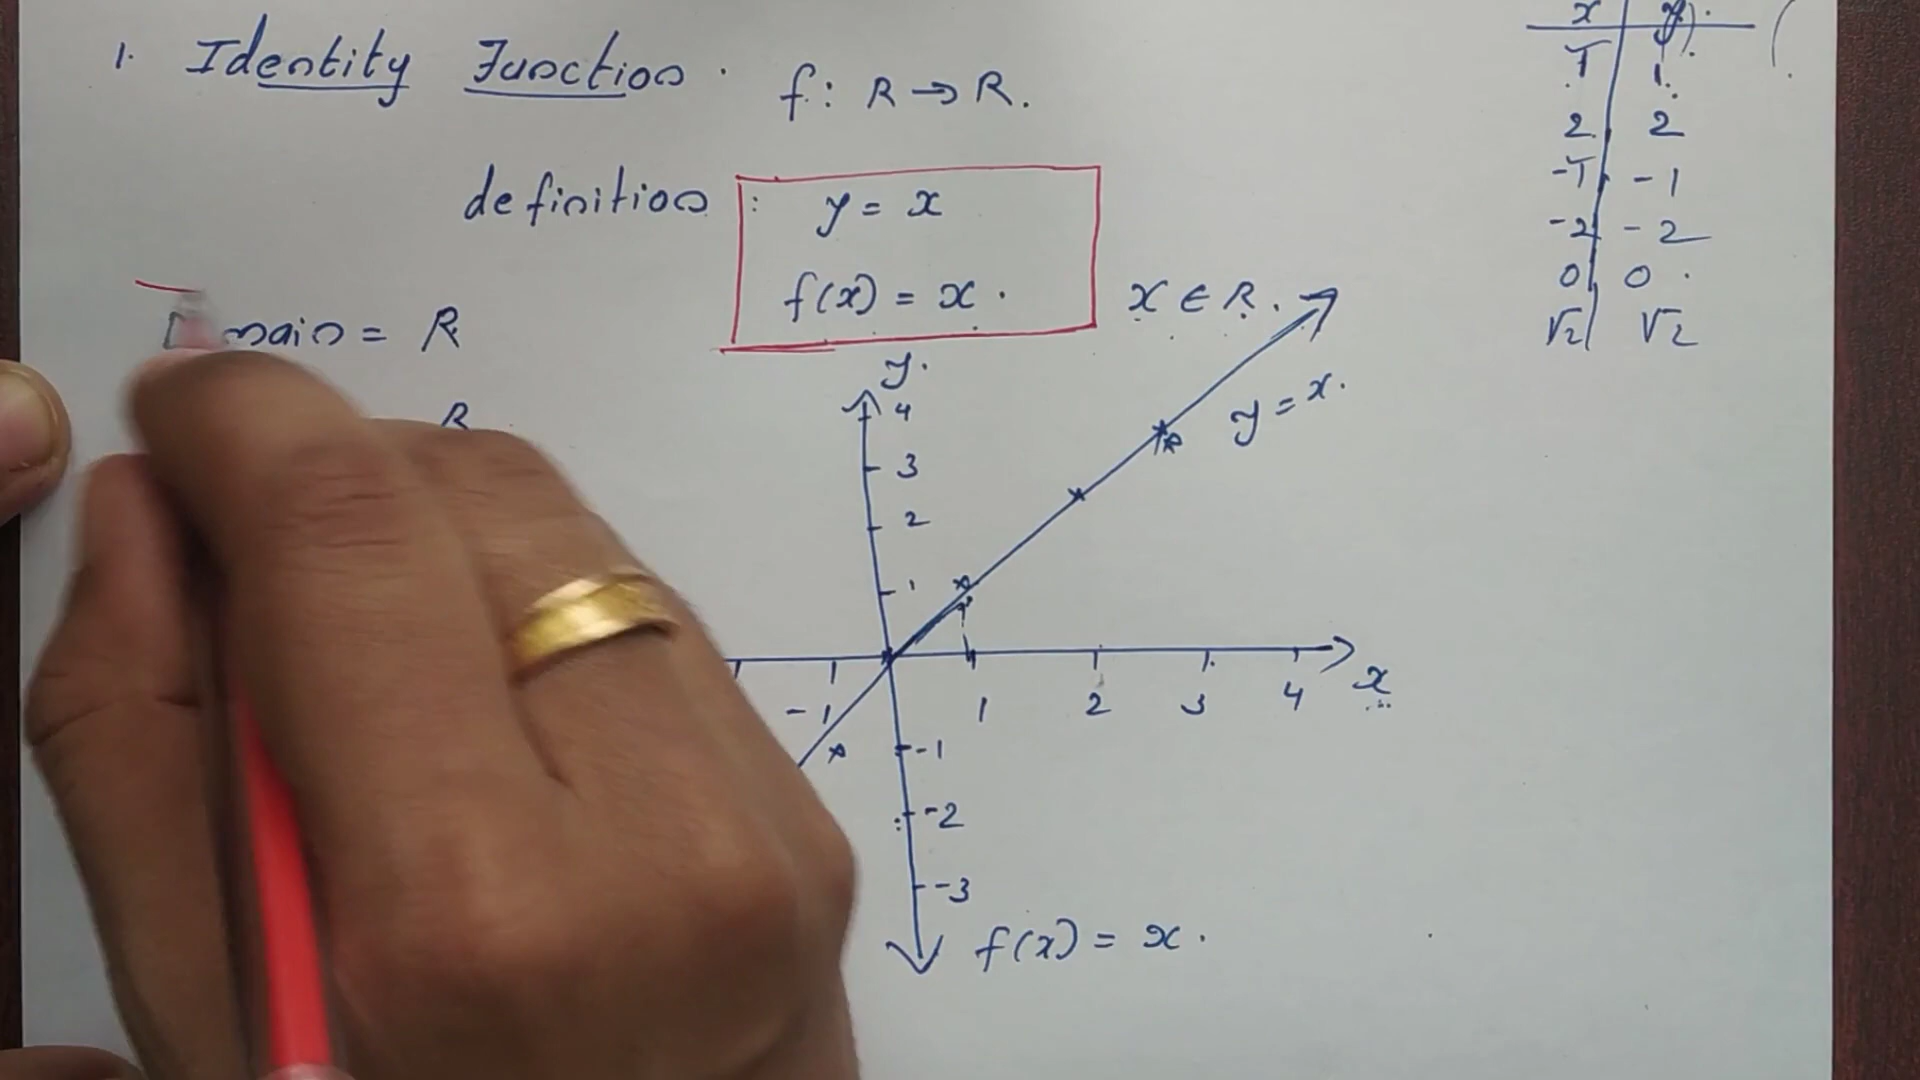 1. Identity Function. f: R → R.
definition : y = x
f(x) = x . x ∈ R.
= R
R
x y
1 1
2 2
-1 -1
-2 -2
0 0
√2 √2
y
4
3
2
1
y = x.
-1 1 2 3 4 x
-1
-2
-3
f(x) = x .